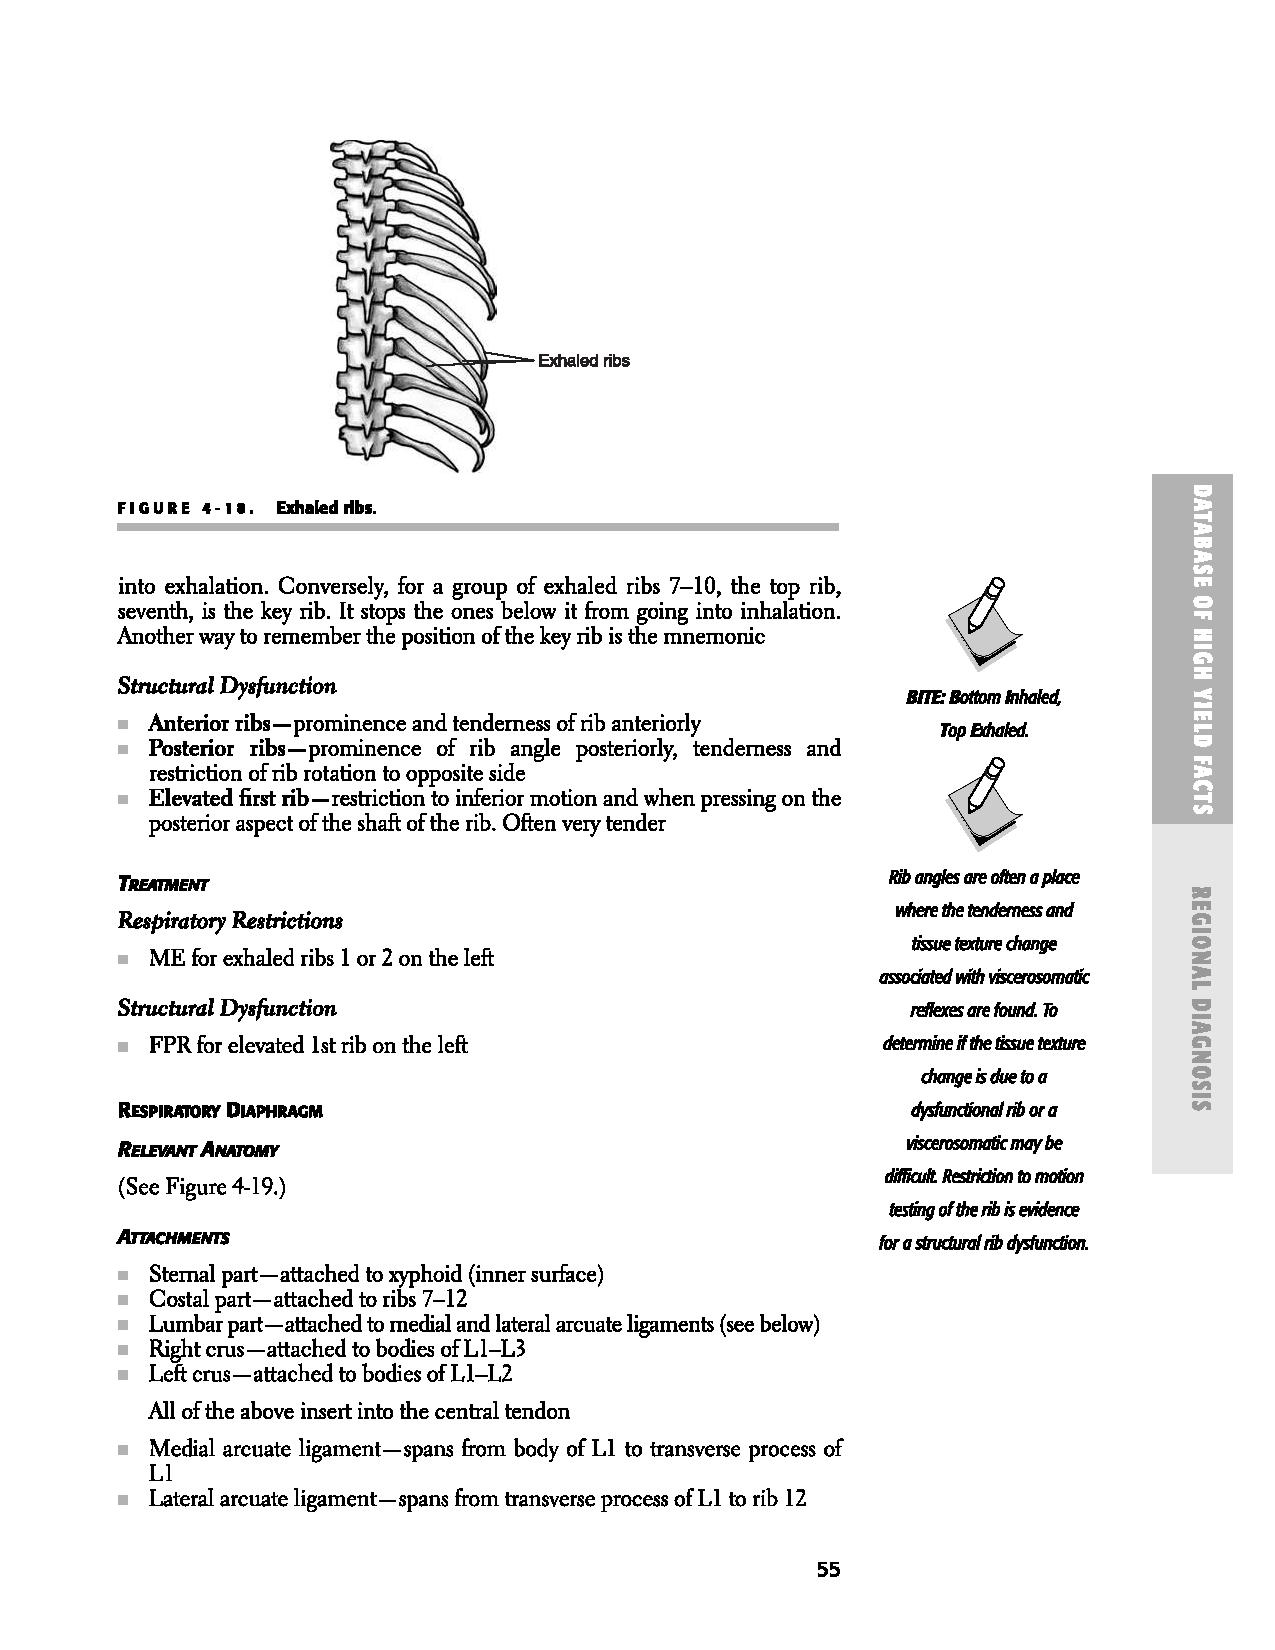 Exhaled ribs
FIGURE 4-18. Exhaled ribs.
into exhalation. Conversely, for a group of exhaled ribs 7–10, the top rib,
seventh, is the key rib. It stops the ones below it from going into inhalation.
Another way to remember the position of the key rib is the mnemonic
Structural Dysfunction
■ Anterior ribs—prominence and tenderness of rib anteriorly
■ Posterior ribs—prominence of rib angle posteriorly, tenderness and
restriction of rib rotation to opposite side
■ Elevated first rib—restriction to inferior motion and when pressing on the
posterior aspect of the shaft of the rib. Often very tender
TREATMENT
Respiratory Restrictions
■ ME for exhaled ribs 1 or 2 on the left
Structural Dysfunction
■ FPR for elevated 1st rib on the left
RESPIRATORY DIAPHRAGM
RELEVANT ANATOMY
(See Figure 4-19.)
ATTACHMENTS
■ Sternal part—attached to xyphoid (inner surface)
■ Costal part—attached to ribs 7–12
■ Lumbar part—attached to medial and lateral arcuate ligaments (see below)
■ Right crus—attached to bodies of L1–L3
■ Left crus—attached to bodies of L1–L2
All of the above insert into the central tendon
■ Medial arcuate ligament—spans from body of L1 to transverse process of
L1
■ Lateral arcuate ligament—spans from transverse process of L1 to rib 12
BITE: Bottom Inhaled,
Top Exhaled.
Rib angles are often a place
where the tenderness and
tissue texture change
associated with viscerosomatic
reflexes are found. To
determine if the tissue texture
change is due to a
dysfunctional rib or a
viscerosomatic may be
difficult. Restriction to motion
testing of the rib is evidence
for a structural rib dysfunction.
DATABASE OF HIGH YIELD FACTS
REGIONAL DIAGNOSIS
55